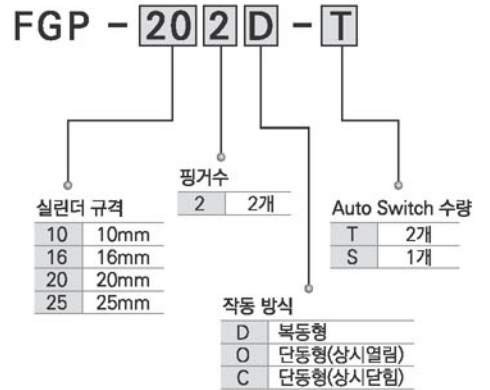 FGP - 202D - T
핑거수
2 2개
실린더 규격
10 10mm
16 16mm
20 20mm
25 25mm
Auto Switch 수량
T 2개
S 1개
작동 방식
D 복동형
O 단동형(상시열림)
C 단동형(상시닫힘)